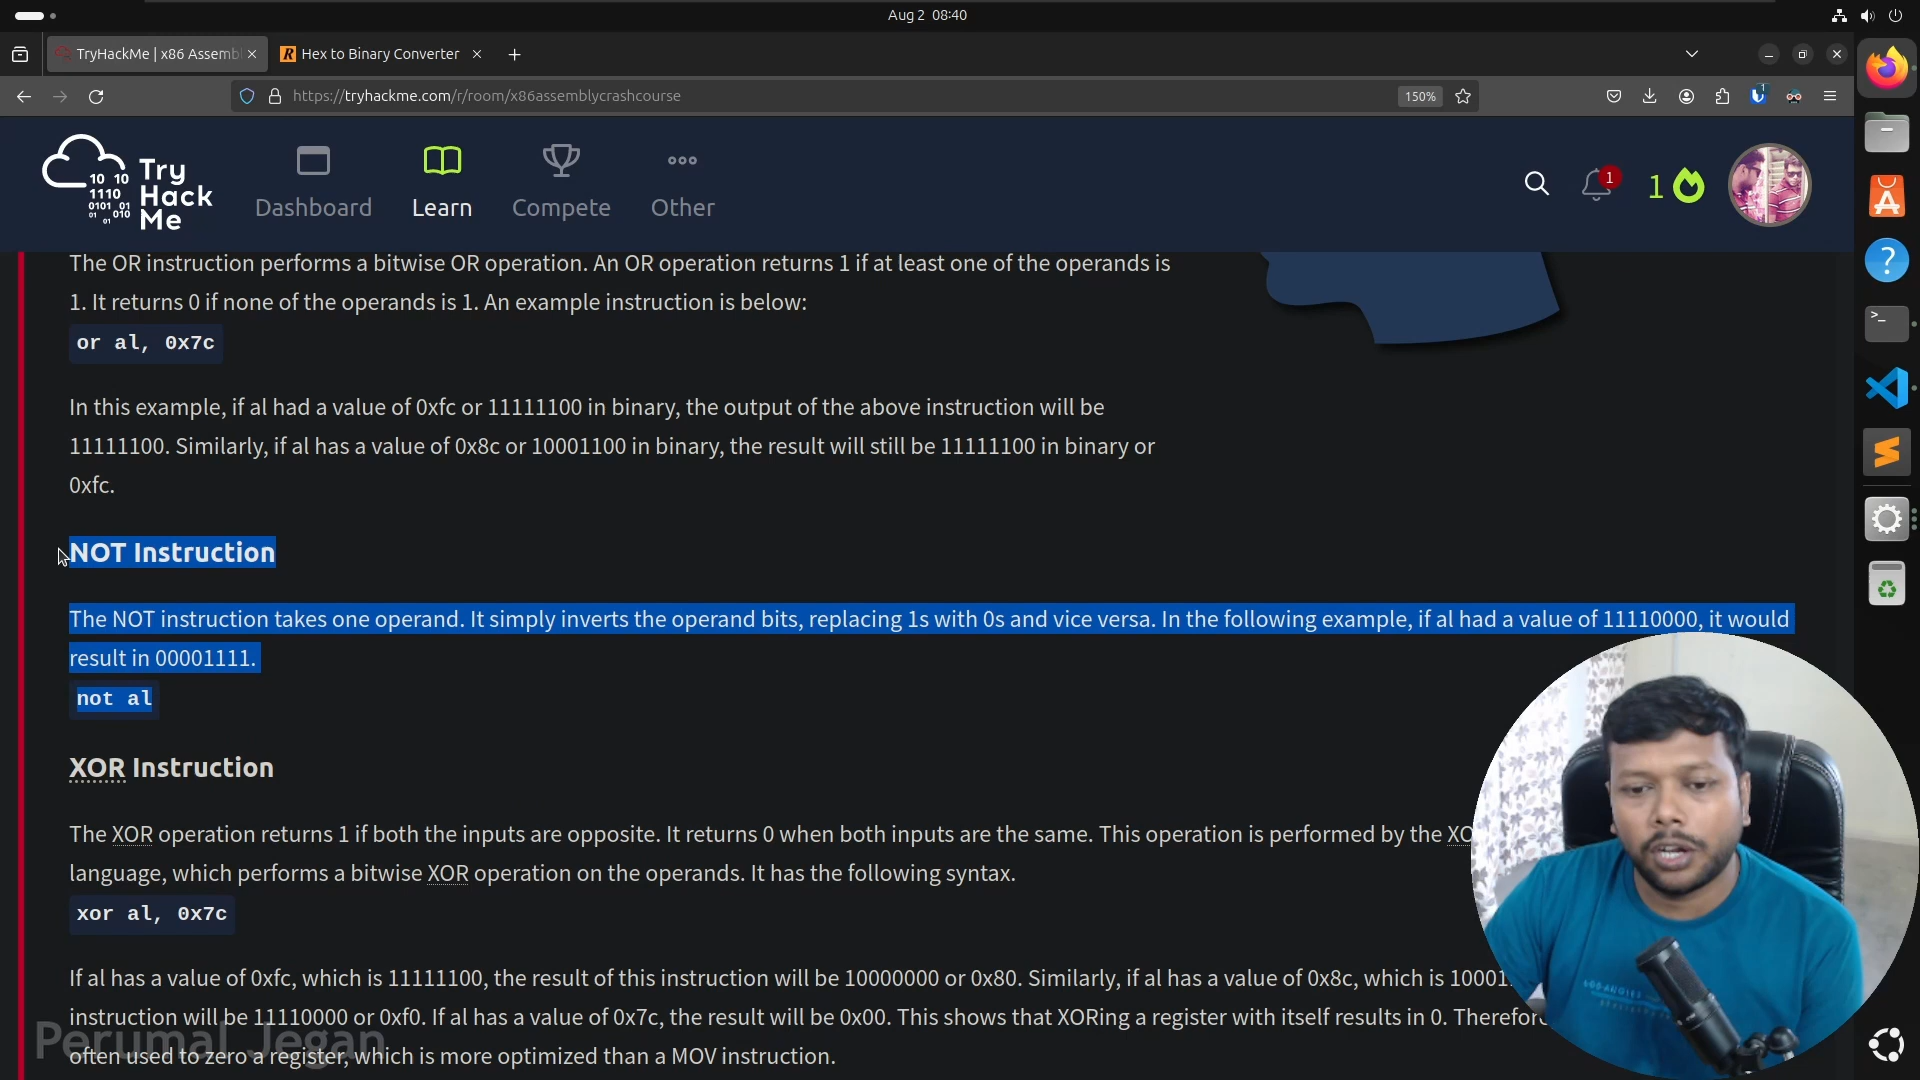 Aug 2 08:40
TryHackMe | x86 Assemb
Hex to Binary Converter
https://tryhackme.com/r/room/x86assemblycrashcourse
150%
1
10 10
1110
0101 01
01 010
Try
Hack
Me
Dashboard
Learn
Compete
Other
1
1
The OR instruction performs a bitwise OR operation. An OR operation returns 1 if at least one of the operands is
1. It returns 0 if none of the operands is 1. An example instruction is below:
or al, 0x7c
In this example, if al had a value of 0xfc or 11111100 in binary, the output of the above instruction will be
11111100. Similarly, if al has a value of 0x8c or 10001100 in binary, the result will still be 11111100 in binary or
0xfc.
NOT Instruction
The NOT instruction takes one operand. It simply inverts the operand bits, replacing 1s with 0s and vice versa. In the following example, if al had a value of 11110000, it would
result in 00001111.
not al
XOR Instruction
The XOR operation returns 1 if both the inputs are opposite. It returns 0 when both inputs are the same. This operation is performed by the XO
language, which performs a bitwise XOR operation on the operands. It has the following syntax.
xor al, 0x7c
If al has a value of 0xfc, which is 11111100, the result of this instruction will be 10000000 or 0x80. Similarly, if al has a value of 0x8c, which is 10001
instruction will be 11110000 or 0xf0. If al has a value of 0x7c, the result will be 0x00. This shows that XORing a register with itself results in 0. Therefore
often used to zero a register, which is more optimized than a MOV instruction.
Perumal Jegan